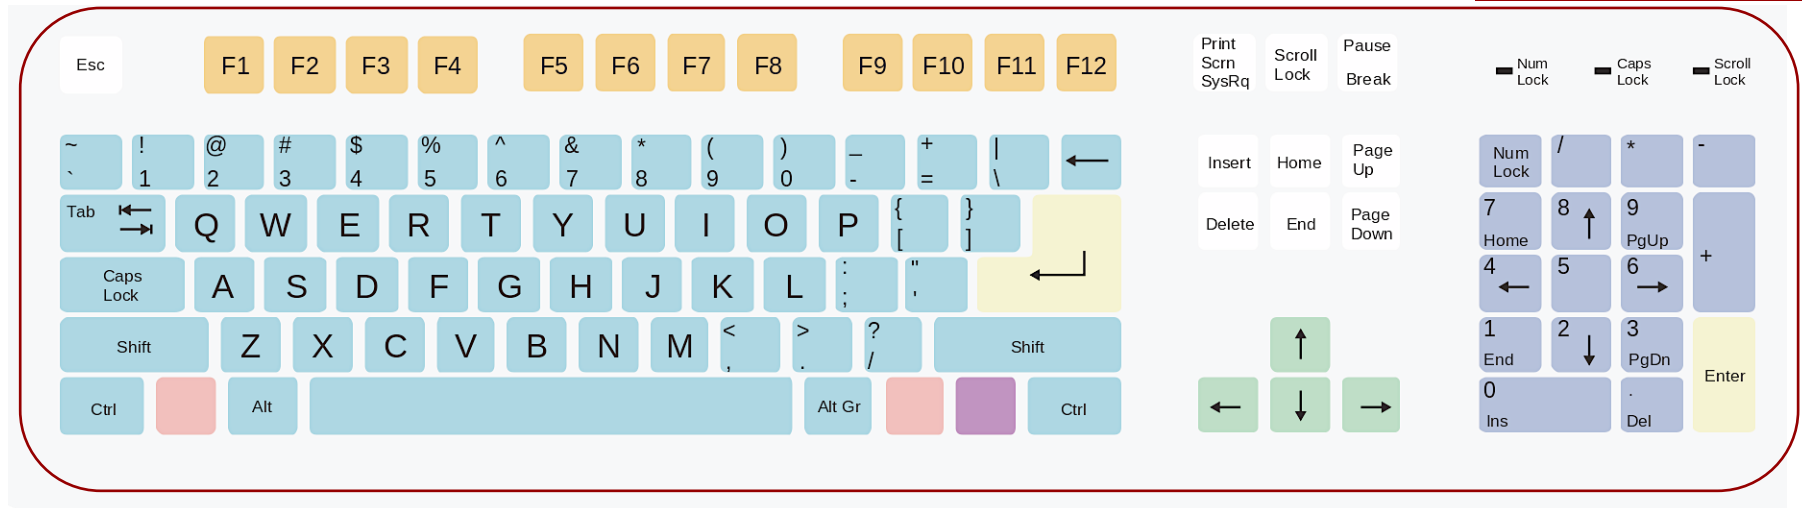 Esc F1 F2 F3 F4 F5 F6 F7 F8 F9 F10 F11 F12
Print
Scrn
SysRq
Scroll
Lock
Pause
Break
Num
Lock
Caps
Lock
Scroll
Lock
~ ! @ # $ % ^ & * ( ) _ + |
` 1 2 3 4 5 6 7 8 9 0 - = \
Insert Home
Page
Up
Num
Lock
/ * -
Tab Q W E R T Y U I O P
{ }
[ ]
Delete End
Page
Down
7 8 9
Home PgUp
+
Caps
Lock
A S D F G H J K L
: "
; '
4 5 6
Shift Z X C V B N M
< > ?
, . /
Shift
1 2 3
End PgDn
Enter
Ctrl Alt Alt Gr Ctrl
0 .
Ins Del